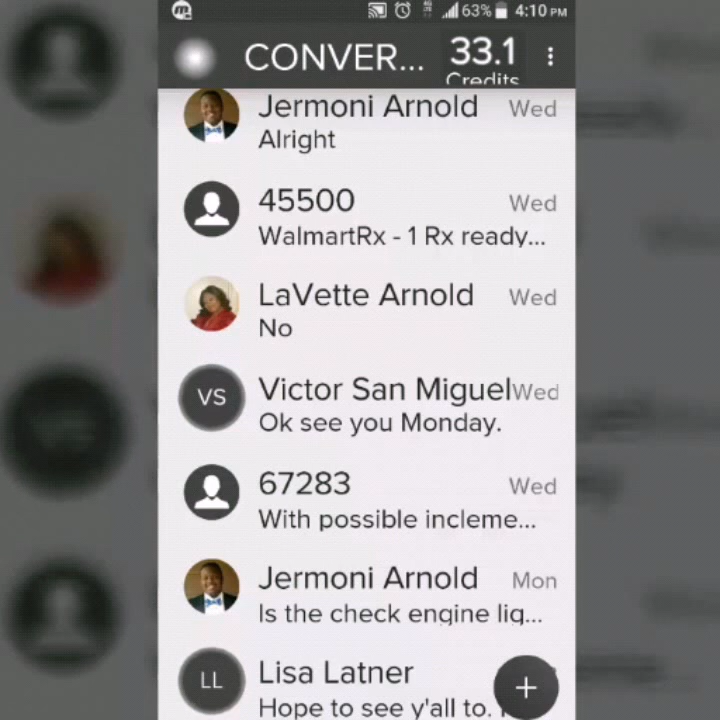 63% 4:10 PM
CONVER... 33.1
Credits
Jermoni Arnold Wed
Alright
45500 Wed
WalmartRx - 1 Rx ready...
LaVette Arnold Wed
No
VS Victor San Miguel Wed
Ok see you Monday.
67283 Wed
With possible incleme...
Jermoni Arnold Mon
Is the check engine lig...
LL Lisa Latner
Hope to see y'all to.